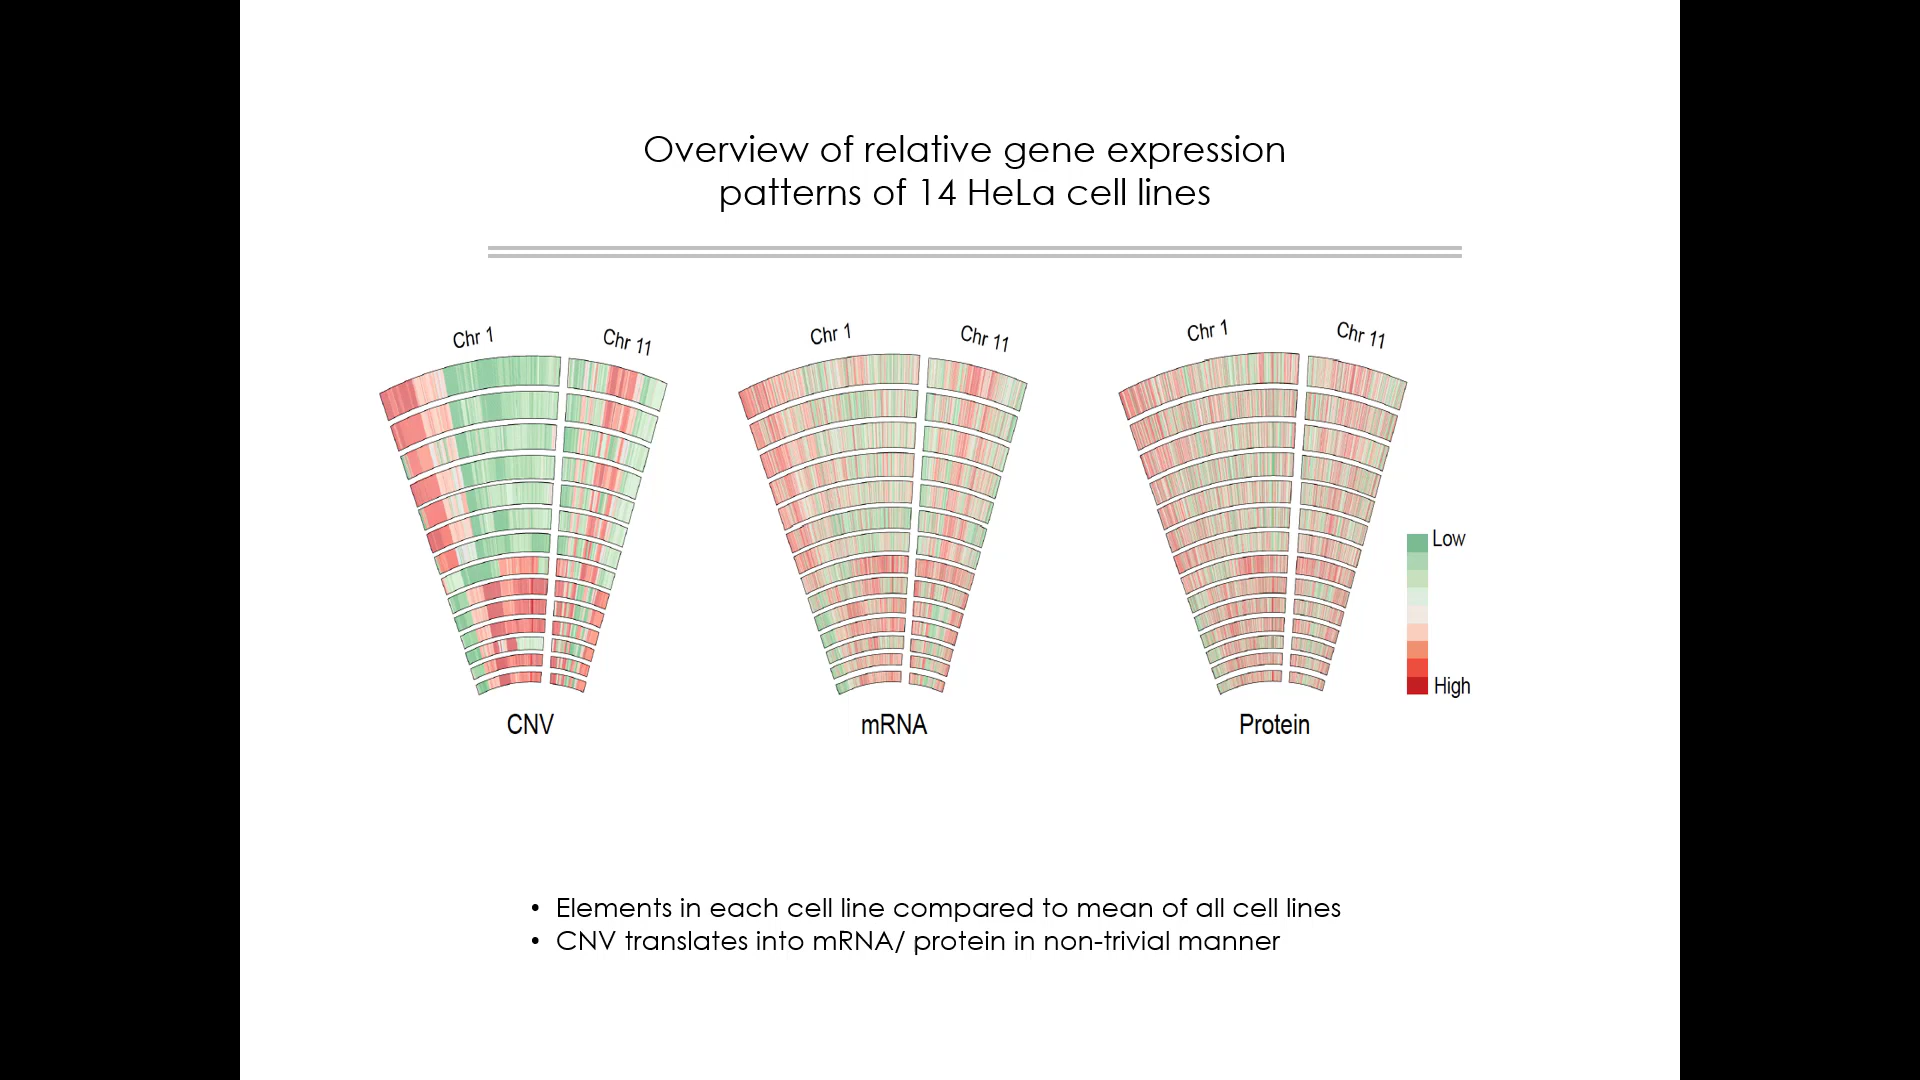 Overview of relative gene expression
patterns of 14 HeLa cell lines
Chr 1
Chr 11
Chr 1
Chr 11
Chr 1
Chr 11
Low
High
CNV
mRNA
Protein
• Elements in each cell line compared to mean of all cell lines
• CNV translates into mRNA/ protein in non-trivial manner